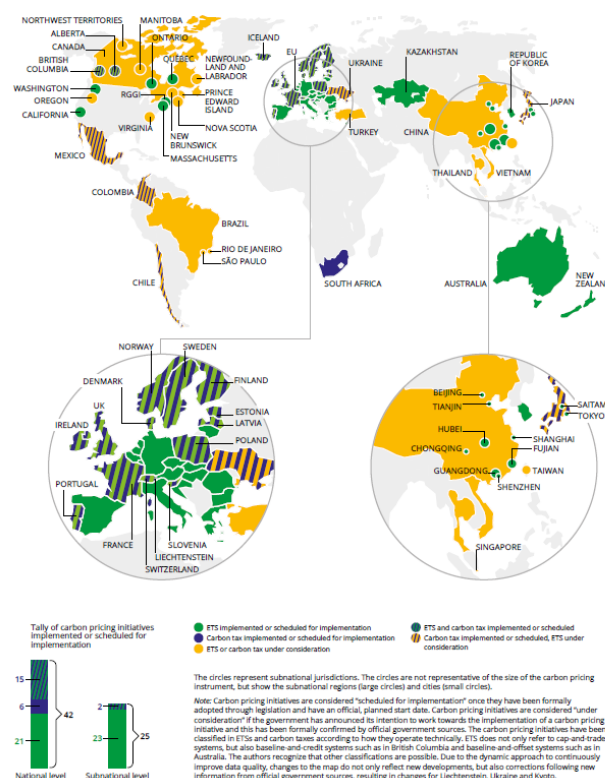 NORTHWEST TERRITORIES
MANITOBA
ICELAND
ALBERTA
ONTARIO
EU
KAZAKHSTAN
CANADA
QUÉBEC
NEWFOUND-
LAND AND
LABRADOR
REPUBLIC
OF KOREA
BRITISH
COLUMBIA
UKRAINE
WASHINGTON
RGGI
PRINCE
EDWARD
ISLAND
JAPAN
OREGON
CALIFORNIA
NOVA SCOTIA
VIRGINIA
NEW
BRUNSWICK
TURKEY
CHINA
MEXICO
MASSACHUSETTS
THAILAND
VIETNAM
COLOMBIA
BRAZIL
RIO DE JANEIRO
SÃO PAULO
CHILE
SOUTH AFRICA
AUSTRALIA
NEW
ZEALAN
NORWAY
SWEDEN
DENMARK
FINLAND
UK
ESTONIA
LATVIA
IRELAND
POLAND
PORTUGAL
FRANCE
SLOVENIA
LIECHTENSTEIN
SWITZERLAND
BEIJING
TIANJIN
SAITAM
TOKYO
HUBEI
SHANGHAI
CHONGQING
FUJIAN
GUANGDONG
TAIWAN
SHENZHEN
SINGAPORE
Tally of carbon pricing initiatives
implemented or scheduled for
implementation
15
6
42
21
National level
2
25
23
Subnational level
ETS implemented or scheduled for implementation
Carbon tax implemented or scheduled for implementation
ETS or carbon tax under consideration
ETS and carbon tax implemented or scheduled
Carbon tax implemented or scheduled, ETS under
consideration
The circles represent subnational jurisdictions. The circles are not representative of the size of the carbon pricing
instrument, but show the subnational regions (large circles) and cities (small circles).
Note: Carbon pricing initiatives are considered "scheduled for implementation" once they have been formally
adopted through legislation and have an official, planned start date. Carbon pricing initiatives are considered "under
consideration" if the government has announced its intention to work towards the implementation of a carbon pricing
initiative and this has been formally confirmed by official government sources. The carbon pricing initiatives have been
classified in ETSs and carbon taxes according to how they operate technically. ETS does not only refer to cap-and-trade
systems, but also baseline-and-credit systems such as in British Columbia and baseline-and-offset systems such as in
Australia. The authors recognize that other classifications are possible. Due to the dynamic approach to continuously
improve data quality, changes to the map do not only reflect new developments, but also corrections following new
information from official government sources, resulting in changes for Liechtenstein, Ukraine and Kyoto.